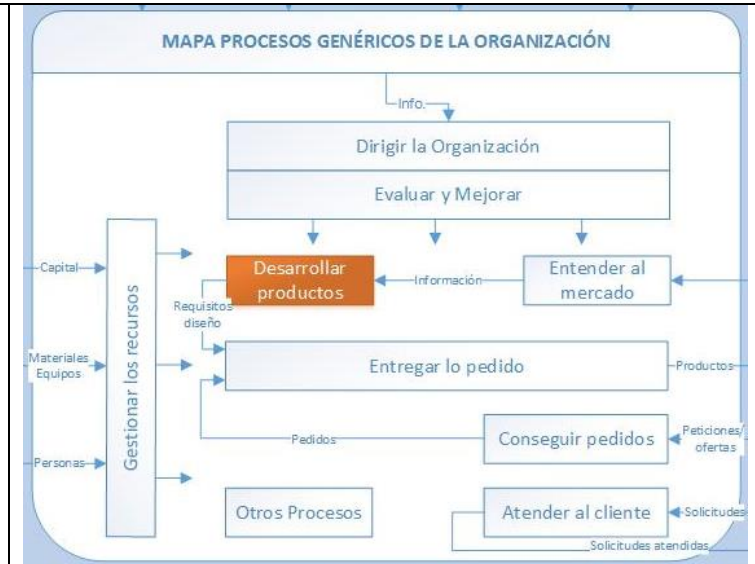 MAPA PROCESOS GENÉRICOS DE LA ORGANIZACIÓN
Info.
Dirigir la Organización
Evaluar y Mejorar
Capital
Desarrollar
productos
Información
Entender al
mercado
Requisitos
diseño
Materiales
Equipos
Gestionar los recursos
Entregar lo pedido
Productos
Pedidos
Conseguir pedidos
Peticiones/
ofertas
Personas
Otros Procesos
Atender al cliente
Solicitudes
Solicitudes atendidas